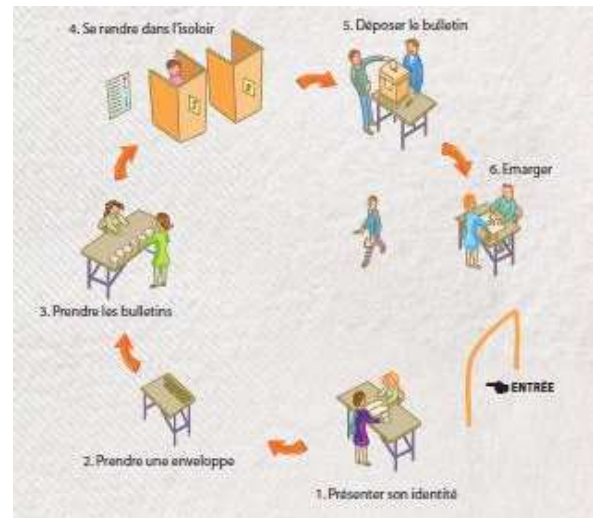 4. Se rendre dans l'isoloir
5. Déposer le bulletin
6. Emarger
3. Prendre les bulletins
ENTRÉE
2. Prendre une enveloppe
1. Présenter son identité